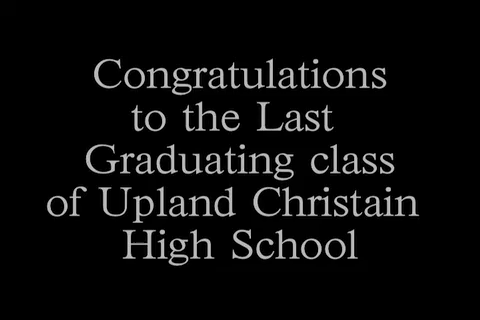 Congratulations
to the Last
Graduating class
of Upland Christain
High School